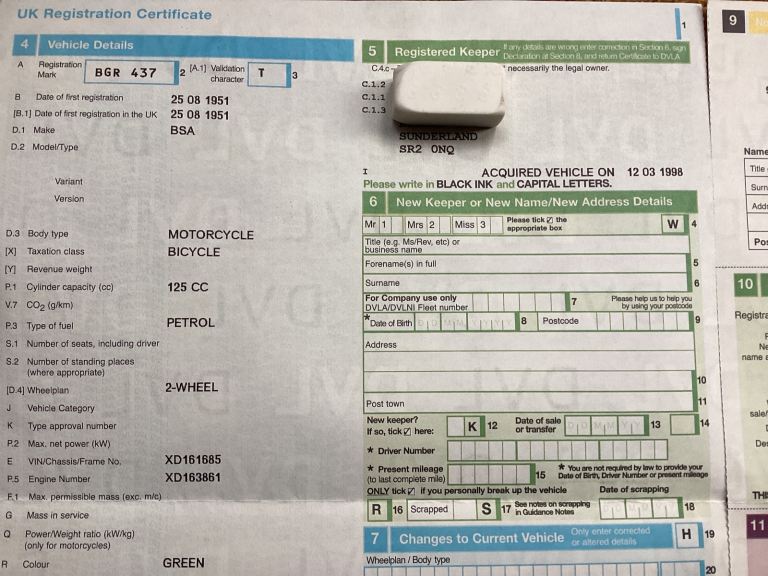 UK Registration Certificate
4 Vehicle Details
A Registration Mark BGR 437 2 [A.1] Validation character T 3
B Date of first registration 25 08 1951
[B.1] Date of first registration in the UK 25 08 1951
D.1 Make BSA
D.2 Model/Type
Variant
Version
D.3 Body type MOTORCYCLE
[X] Taxation class BICYCLE
[Y] Revenue weight
P.1 Cylinder capacity (cc) 125 CC
V.7 CO2 (g/km)
P.3 Type of fuel PETROL
S.1 Number of seats, including driver
S.2 Number of standing places
(where appropriate)
[D.4] Wheelplan 2-WHEEL
J Vehicle Category
K Type approval number
P.2 Max. net power (kW)
E VIN/Chassis/Frame No. XD161685
P.5 Engine Number XD163861
F.1 Max. permissible mass (exc. m/c)
G Mass in service
Q Power/Weight ratio (kW/kg)
(only for motorcycles)
R Colour GREEN
1
5 Registered Keeper
If any details are wrong enter correction in Section 6, sign
Declaration at Section 8, and return Certificate to DVLA
C.4.c necessarily the legal owner.
C.1.2
C.1.1
C.1.3
SUNDERLAND
SR2 0NQ
I ACQUIRED VEHICLE ON 12 03 1998
Please write in BLACK INK and CAPITAL LETTERS.
6 New Keeper or New Name/New Address Details
Mr 1 Mrs 2 Miss 3 Please tick ☑ the
appropriate box W 4
Title (e.g. Ms/Rev, etc) or
business name
Forename(s) in full 5
Surname 6
For Company use only
DVLA/DVLNI Fleet number 7 Please help us to help you
by using your postcode
* Date of Birth D D M M Y Y Y Y 8 Postcode 9
Address
10
Post town 11
New keeper?
If so, tick ☑ here: K 12 Date of sale
or transfer D D M M Y Y 13 14
* Driver Number
* Present mileage
(to last complete mile) 15 * You are not required by law to provide your
Date of Birth, Driver Number or present mileage
ONLY tick ☑ if you personally break up the vehicle Date of scrapping
R 16 Scrapped S 17 See notes on scrapping
in Guidance Notes 18
7 Changes to Current Vehicle Only enter corrected
or altered details H 19
Wheelplan / Body type
20
9
Name
Title
Surn
Addr
Pos
10
Registra
Ne
name a
sale/
THI
11